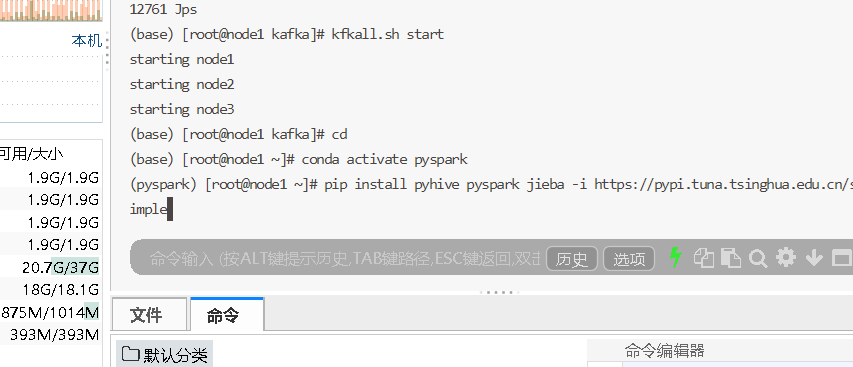 12761 Jps
(base) [root@node1 kafka]# kfkall.sh start
starting node1
starting node2
starting node3
(base) [root@node1 kafka]# cd
(base) [root@node1 ~]# conda activate pyspark
(pyspark) [root@node1 ~]# pip install pyhive pyspark jieba -i https://pypi.tuna.tsinghua.edu.cn/s
imple
本机
可用/大小
1.9G/1.9G
1.9G/1.9G
1.9G/1.9G
1.9G/1.9G
20.7G/37G
18G/18.1G
875M/1014M
393M/393M
命令输入 (按ALT键提示历史,TAB键路径,ESC键返回,双击
历史
选项
文件
命令
默认分类
命令编辑器